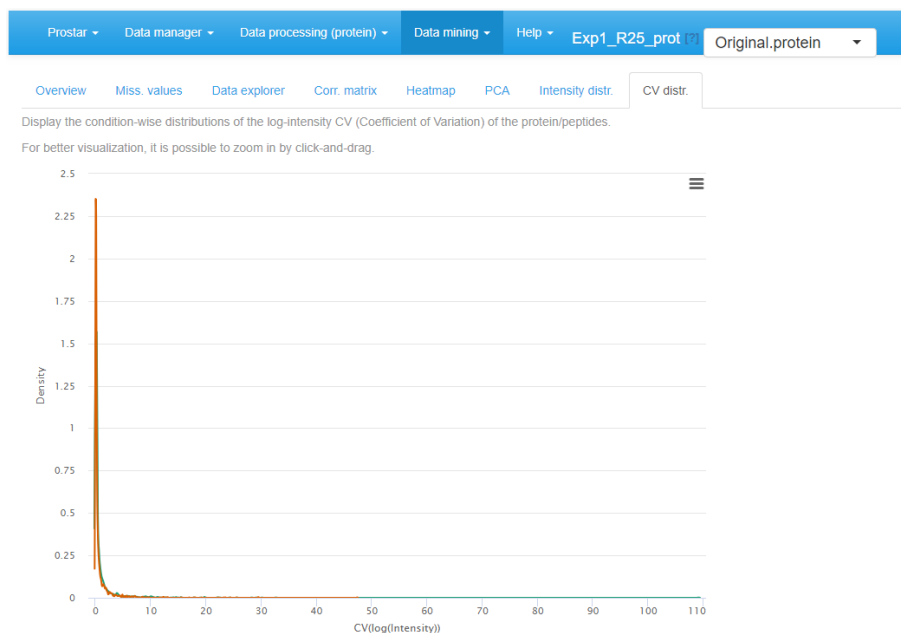 Prostar Data manager Data processing (protein) Data mining Help Exp1_R25_prot [?] Original.protein
Overview Miss. values Data explorer Corr. matrix Heatmap PCA Intensity distr. CV distr.
Display the condition-wise distributions of the log-intensity CV (Coefficient of Variation) of the protein/peptides.
For better visualization, it is possible to zoom in by click-and-drag.
2.5
2.25
2
1.75
1.5
1.25
1
0.75
0.5
0.25
0
Density
0 10 20 30 40 50 60 70 80 90 100 110
CV(log(Intensity))